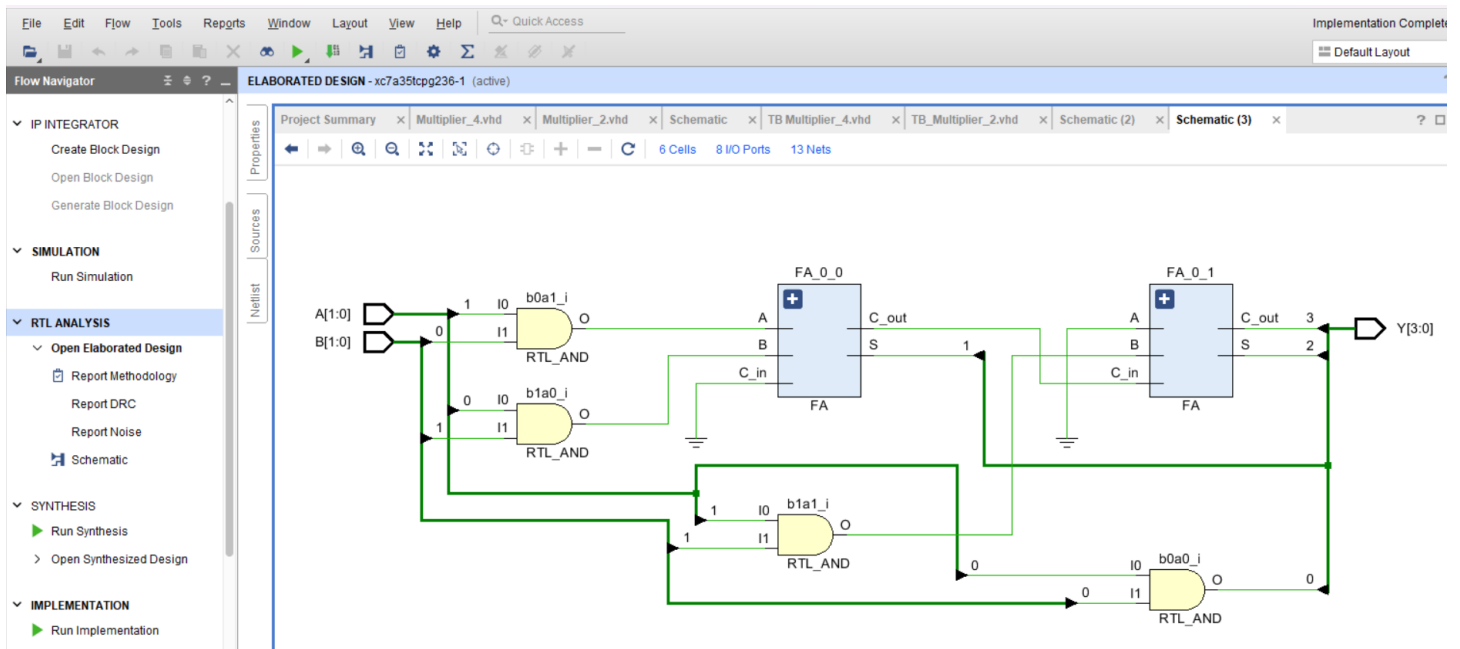 File Edit Flow Tools Reports Window Layout View Help Q- Quick Access Implementation Complete
Default Layout
Flow Navigator ? _ ELABORATED DESIGN - xc7a35tcpg236-1 (active)
Project Summary × Multiplier_4.vhd × Multiplier_2.vhd × Schematic × TB Multiplier_4.vhd × TB_Multiplier_2.vhd × Schematic (2) × Schematic (3) × ?
6 Cells 8 I/O Ports 13 Nets
Properties
Sources
Netlist
IP INTEGRATOR
Create Block Design
Open Block Design
Generate Block Design
SIMULATION
Run Simulation
RTL ANALYSIS
Open Elaborated Design
Report Methodology
Report DRC
Report Noise
Schematic
SYNTHESIS
Run Synthesis
Open Synthesized Design
IMPLEMENTATION
Run Implementation
FA_0_0 FA_0_1
A[1:0] 1 I0 b0a1_i O
B[1:0] 0 I1
RTL_AND
A C_out A C_out 3 Y[3:0]
B S 1 B S 2
C_in C_in
FA FA
0 I0 b1a0_i O
1 I1
RTL_AND
1 I0 b1a1_i O
1 I1
RTL_AND
0 I0 b0a0_i O 0
0 I1
RTL_AND